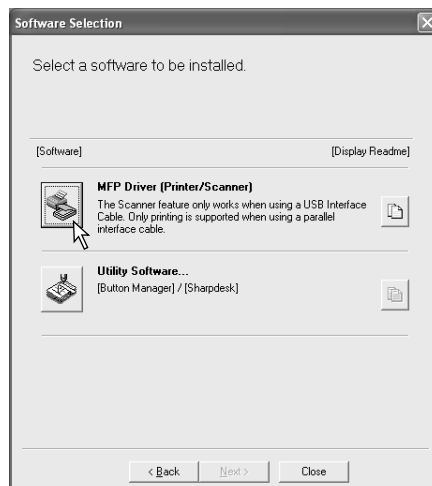 Software Selection
Select a software to be installed.
[Software] [Display Readme]
MFP Driver (Printer/Scanner)
The Scanner feature only works when using a USB Interface
Cable. Only printing is supported when using a parallel
interface cable.
Utility Software...
[Button Manager] / [Sharpdesk]
< Back Next > Close